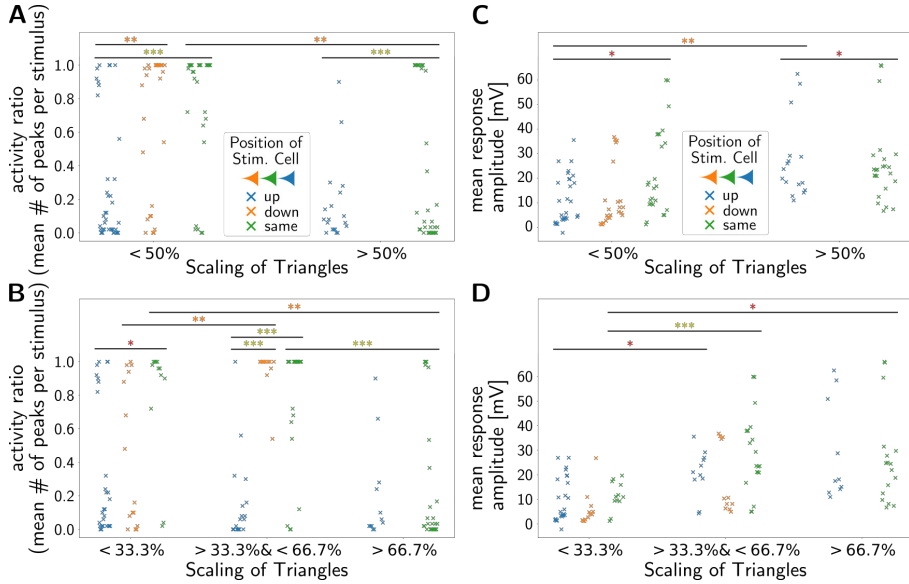 A
activity ratio
(mean # of peaks per stimulus)
**
***
**
***
1.0
0.8
0.6
0.4
0.2
0.0
Position of
Stim. Cell
up
down
same
< 50%
> 50%
Scaling of Triangles
C
mean response
amplitude [mV]
**
*
*
60
50
40
30
20
10
0
Position of
Stim. Cell
up
down
same
< 50%
> 50%
Scaling of Triangles
B
activity ratio
(mean # of peaks per stimulus)
**
**
***
*
***
***
1.0
0.8
0.6
0.4
0.2
0.0
< 33.3%
> 33.3%& < 66.7%
> 66.7%
Scaling of Triangles
D
mean response
amplitude [mV]
*
***
*
60
50
40
30
20
10
0
< 33.3%
> 33.3%& < 66.7%
> 66.7%
Scaling of Triangles